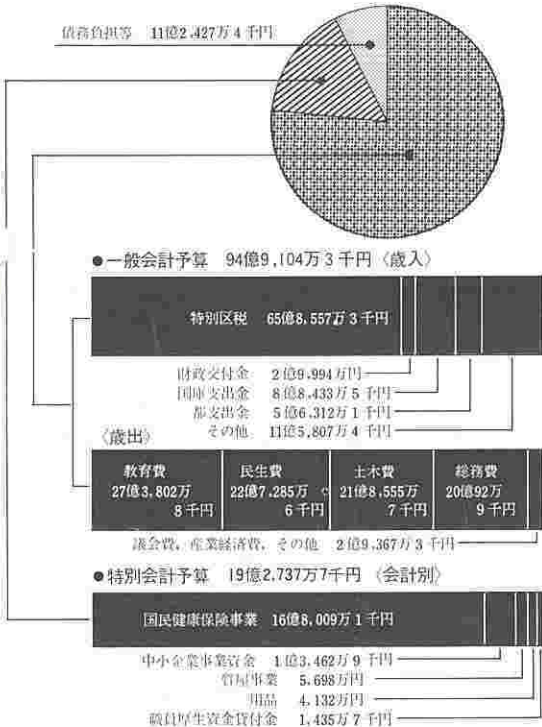 債務負担等 11億2,427万4千円
●一般会計予算 94億9,104万3千円〈歳入〉
特別区税 65億8,557万3千円
財政交付金 2億9,994万円
国庫支出金 8億8,433万5千円
都支出金 5億6,312万1千円
その他 11億5,807万4千円
〈歳出〉
教育費 民生費 土木費 総務費
27億3,802万 22億7,285万 21億8,555万 20億92万
8千円 6千円 7千円 9千円
議会費,産業経済費,その他 2億9,367万3千円
●特別会計予算 19億2,737万7千円〈会計別〉
国民健康保険事業 16億8,009万1千円
中小企業事業資金 1億3,462万9千円
質屋事業 5,698万円
用品 4,132万円
職員厚生資金貸付金 1,435万7千円